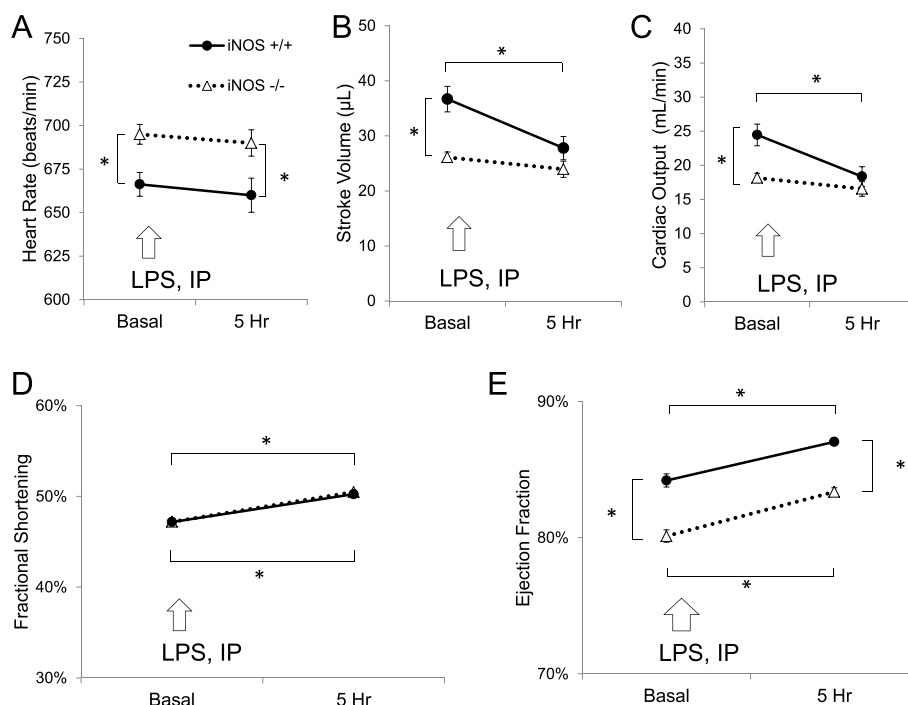 A
750
725
700
675
650
625
600
Heart Rate (beats/min)
iNOS +/+
iNOS -/-
*
*
LPS, IP
Basal
5 Hr
B
50
40
30
20
10
0
Stroke Volume (µL)
*
*
LPS, IP
Basal
5 Hr
C
40
35
30
25
20
15
10
5
0
Cardiac Output (mL/min)
*
*
LPS, IP
Basal
5 Hr
D
60%
50%
40%
30%
Fractional Shortening
*
*
LPS, IP
Basal
5 Hr
E
90%
80%
70%
Ejection Fraction
*
*
*
*
LPS, IP
Basal
5 Hr